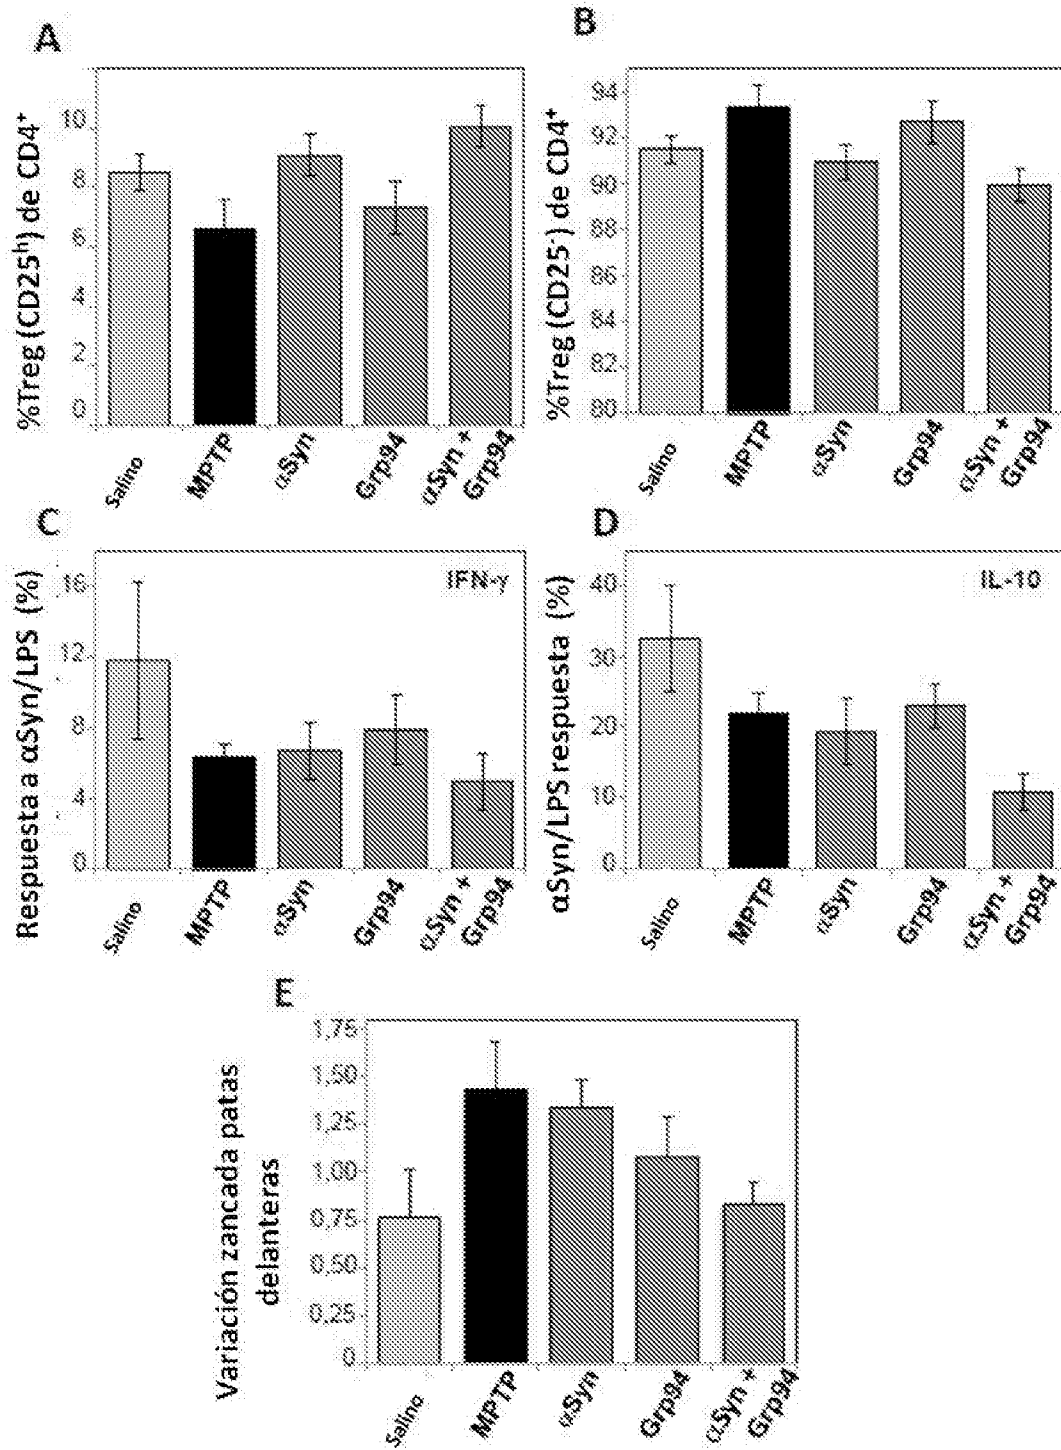 A
%Treg (CD25ʰ) de CD4⁺
10
8
6
4
2
0
Salino
MPTP
αSyn
Grp94
αSyn +
Grp94
B
%Treg (CD25⁻) de CD4⁺
94
92
90
88
86
84
82
80
Salino
MPTP
αSyn
Grp94
αSyn +
Grp94
C
Respuesta a αSyn/LPS (%)
IFN-γ
16
12
8
4
0
Salino
MPTP
αSyn
Grp94
αSyn +
Grp94
D
αSyn/LPS respuesta (%)
IL-10
40
30
20
10
0
Salino
MPTP
αSyn
Grp94
αSyn +
Grp94
E
Variación zancada patas
delanteras
1,75
1,50
1,25
1,00
0,75
0,50
0,25
0
Salino
MPTP
αSyn
Grp94
αSyn +
Grp94